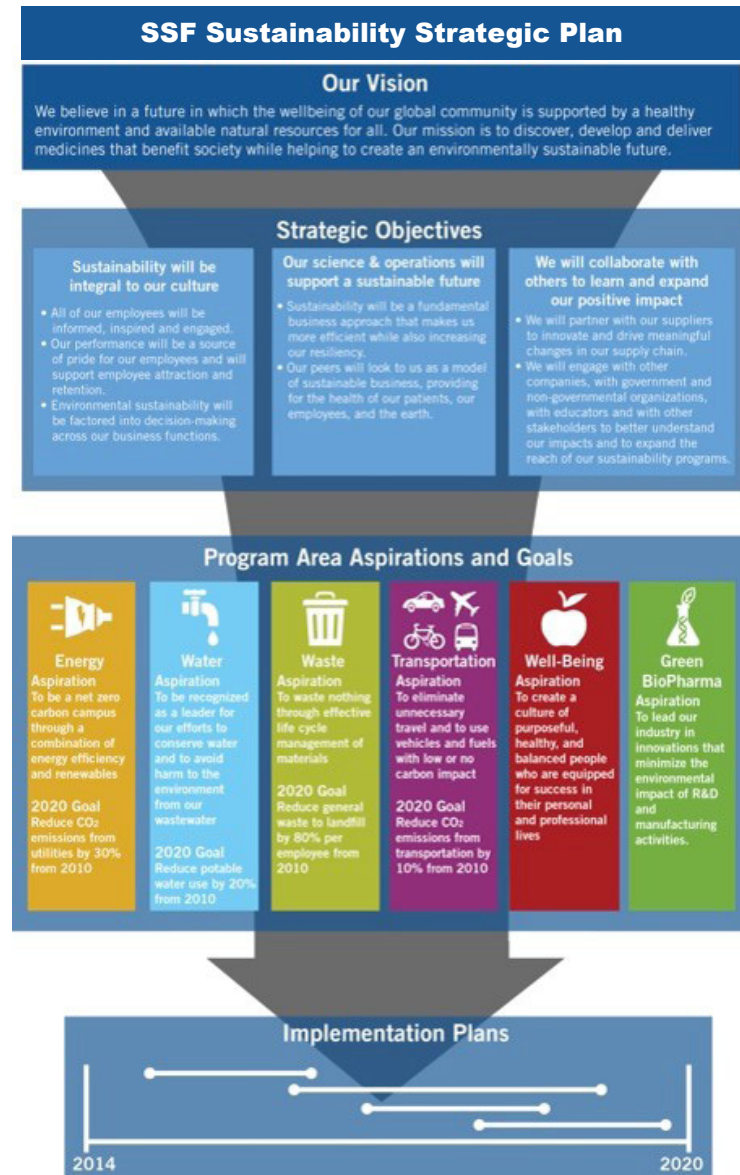 SSF Sustainability Strategic Plan
Our Vision
We believe in a future in which the wellbeing of our global community is supported by a healthy
environment and available natural resources for all. Our mission is to discover, develop and deliver
medicines that benefit society while helping to create an environmentally sustainable future.
Strategic Objectives
Sustainability will be
integral to our culture
• All of our employees will be
informed, inspired and engaged.
• Our performance will be a source
of pride for our employees and will
support employee attraction and
retention.
• Environmental sustainability will
be factored into decision-making
across our business functions.
Our science & operations will
support a sustainable future
• Sustainability will be a fundamental
business approach that makes us
more efficient while also increasing
our resiliency.
• Our peers will look to us as a model
of sustainable business, providing
for the health of our patients, our
employees, and the earth.
We will collaborate with
others to learn and expand
our positive impact
• We will partner with our suppliers
to innovate and drive meaningful
changes in our supply chain.
• We will engage with other
companies, with government and
non-governmental organizations,
with educators and with other
stakeholders to better understand
our impacts and to expand the
reach of our sustainability programs.
Program Area Aspirations and Goals
Energy
Aspiration
To be a net zero
carbon campus
through a
combination of
energy efficiency
and renewables
2020 Goal
Reduce CO₂
emissions from
utilities by 30%
from 2010
Water
Aspiration
To be recognized
as a leader for
our efforts to
conserve water
and to avoid
harm to the
environment
from our
wastewater
2020 Goal
Reduce potable
water use by 20%
from 2010
Waste
Aspiration
To waste nothing
through effective
life cycle
management of
materials
2020 Goal
Reduce general
waste to landfill
by 80% per
employee from
2010
Transportation
Aspiration
To eliminate
unnecessary
travel and to use
vehicles and fuels
with low or no
carbon impact
2020 Goal
Reduce CO₂
emissions from
transportation by
10% from 2010
Well-Being
Aspiration
To create a
culture of
purposeful,
healthy, and
balanced people
who are equipped
for success in
their personal
and professional
lives
Green
BioPharma
Aspiration
To lead our
industry in
innovations that
minimize the
environmental
impact of R&D
and
manufacturing
activities.
Implementation Plans
2014
2020